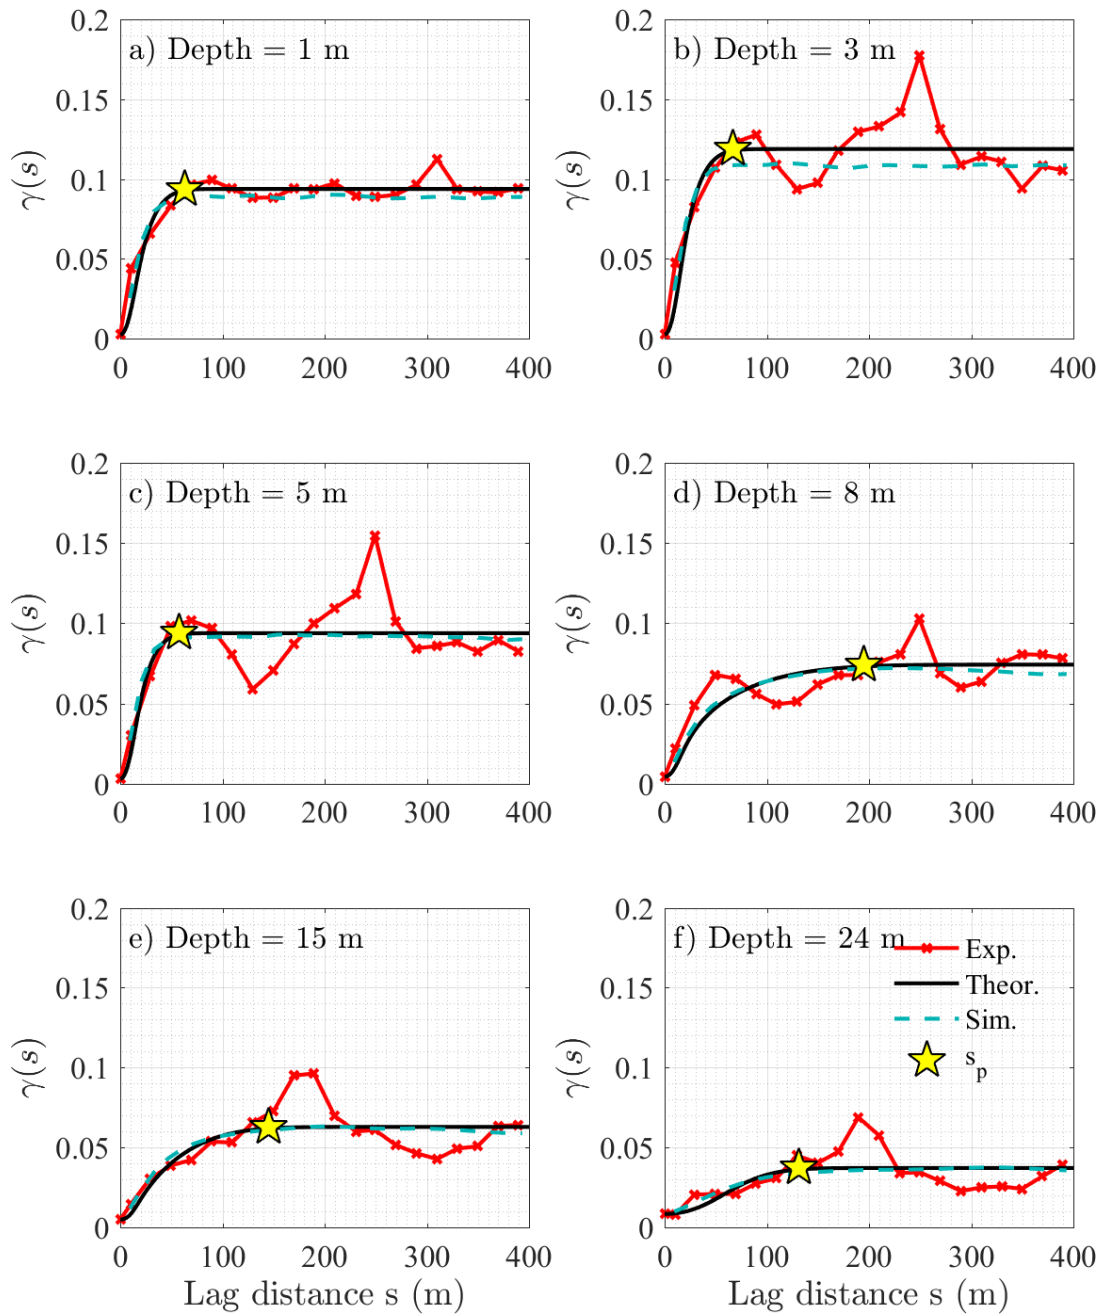 0.2
a) Depth = 1 m
0.15
0.1
γ(s)
0.05
0
0 100 200 300 400
0.2
b) Depth = 3 m
0.15
0.1
γ(s)
0.05
0
0 100 200 300 400
0.2
c) Depth = 5 m
0.15
0.1
γ(s)
0.05
0
0 100 200 300 400
0.2
d) Depth = 8 m
0.15
0.1
γ(s)
0.05
0
0 100 200 300 400
0.2
e) Depth = 15 m
0.15
0.1
γ(s)
0.05
0
0 100 200 300 400
Lag distance s (m)
0.2
f) Depth = 24 m
Exp.
Theor.
Sim.
s_p
0.15
0.1
γ(s)
0.05
0
0 100 200 300 400
Lag distance s (m)